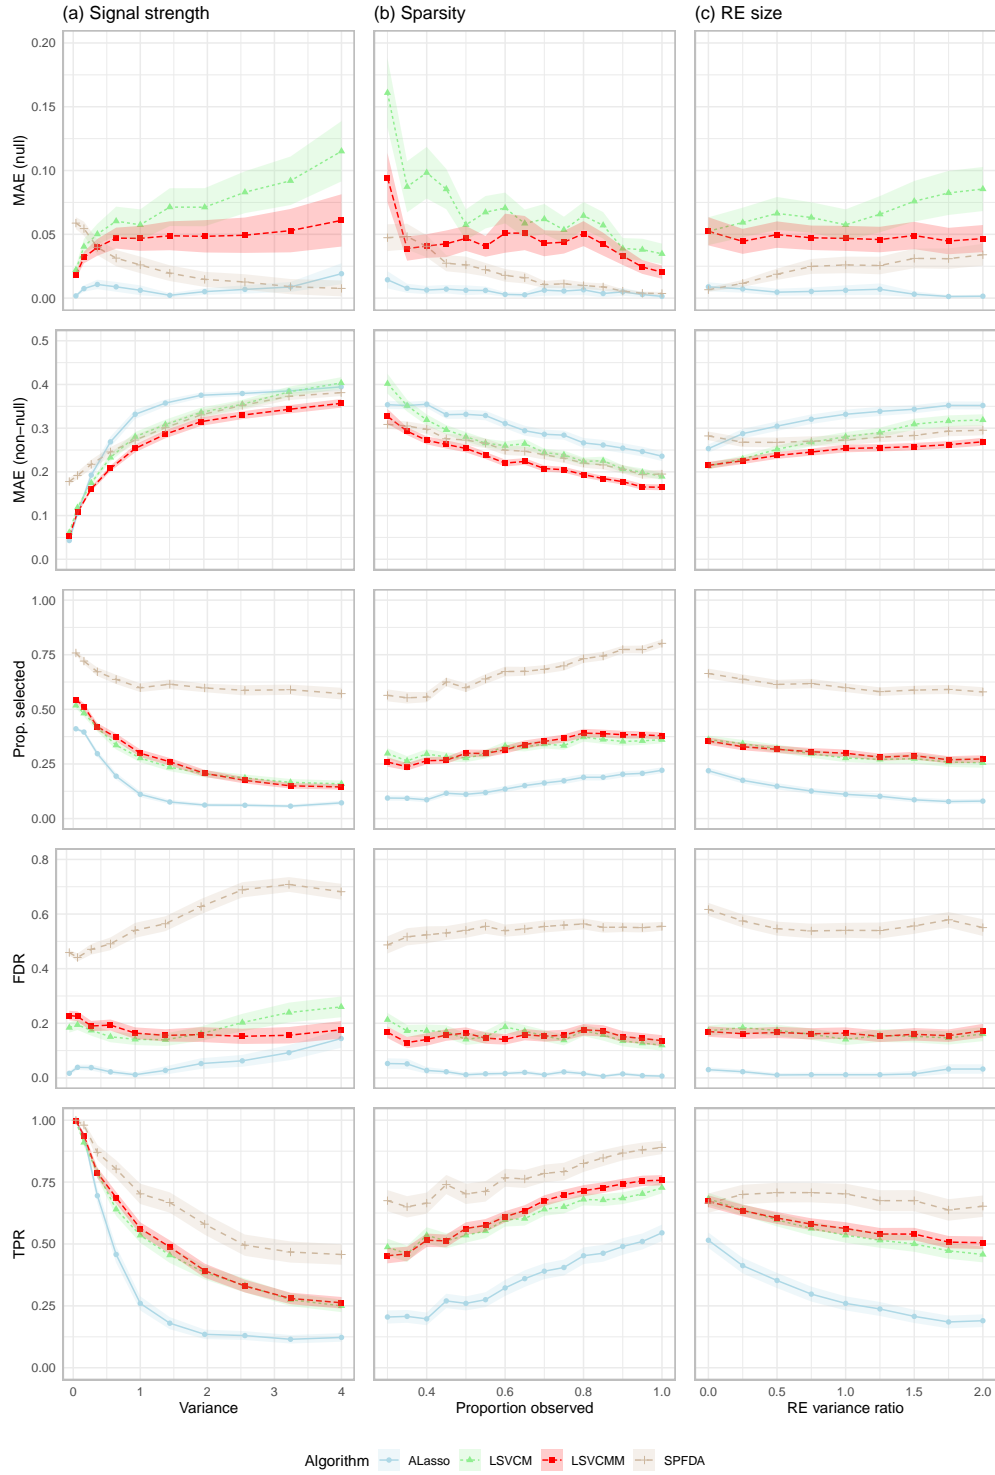 (a) Signal strength
(b) Sparsity
(c) RE size
MAE (null)
0.20
0.15
0.10
0.05
0.00
MAE (non−null)
0.5
0.4
0.3
0.2
0.1
0.0
Prop. selected
1.00
0.75
0.50
0.25
0.00
FDR
0.8
0.6
0.4
0.2
0.0
TPR
1.00
0.75
0.50
0.25
0.00
0 1 2 3 4
0.4 0.6 0.8 1.0
0.0 0.5 1.0 1.5 2.0
Variance
Proportion observed
RE variance ratio
Algorithm ALasso LSVCM LSVCMM SPFDA